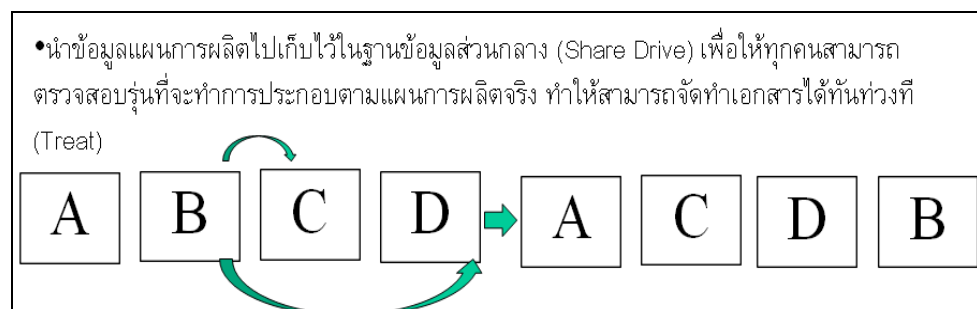 •นำข้อมูลแผนการผลิตไปเก็บไว้ในฐานข้อมูลส่วนกลาง (Share Drive) เพื่อให้ทุกคนสามารถ
ตรวจสอบรุ่นที่จะทำการประกอบตามแผนการผลิตจริง ทำให้สามารถจัดทำเอกสารได้ทันท่วงที
(Treat)
A B C D A C D B